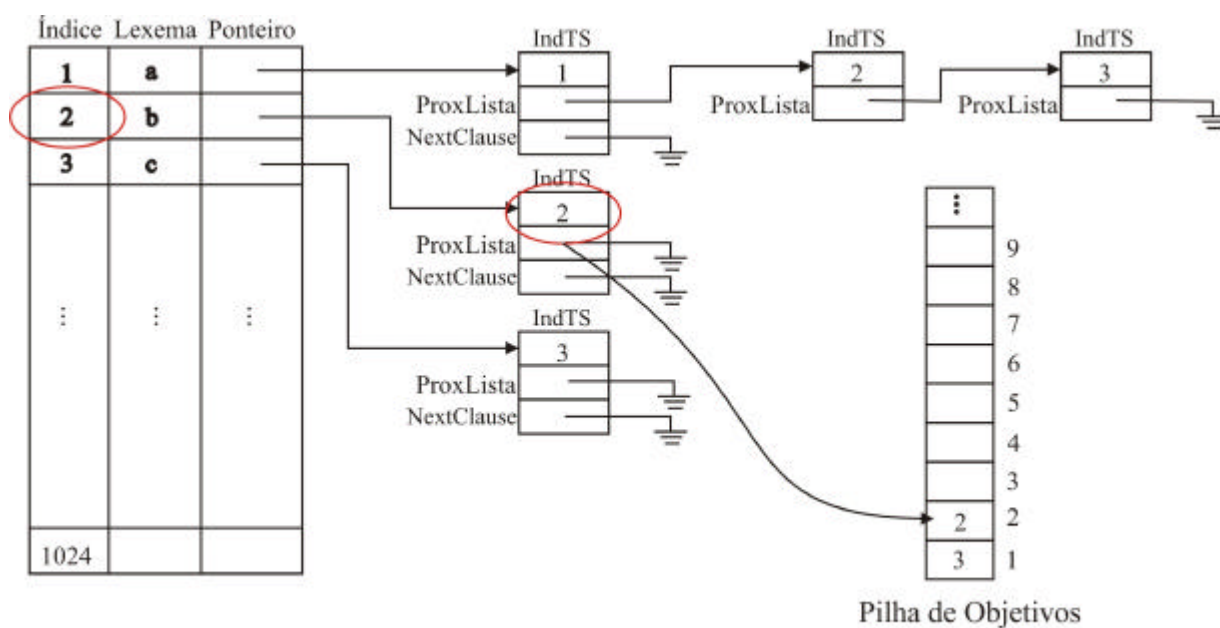 Índice Lexema Ponteiro
1 a
2 b
3 c
⋮ ⋮ ⋮
1024
IndTS
1
ProxLista
NextClause
IndTS
2
ProxLista
IndTS
3
ProxLista
IndTS
2
ProxLista
NextClause
IndTS
3
ProxLista
NextClause
⋮
9
8
7
6
5
4
3
2 2
3 1
Pilha de Objetivos